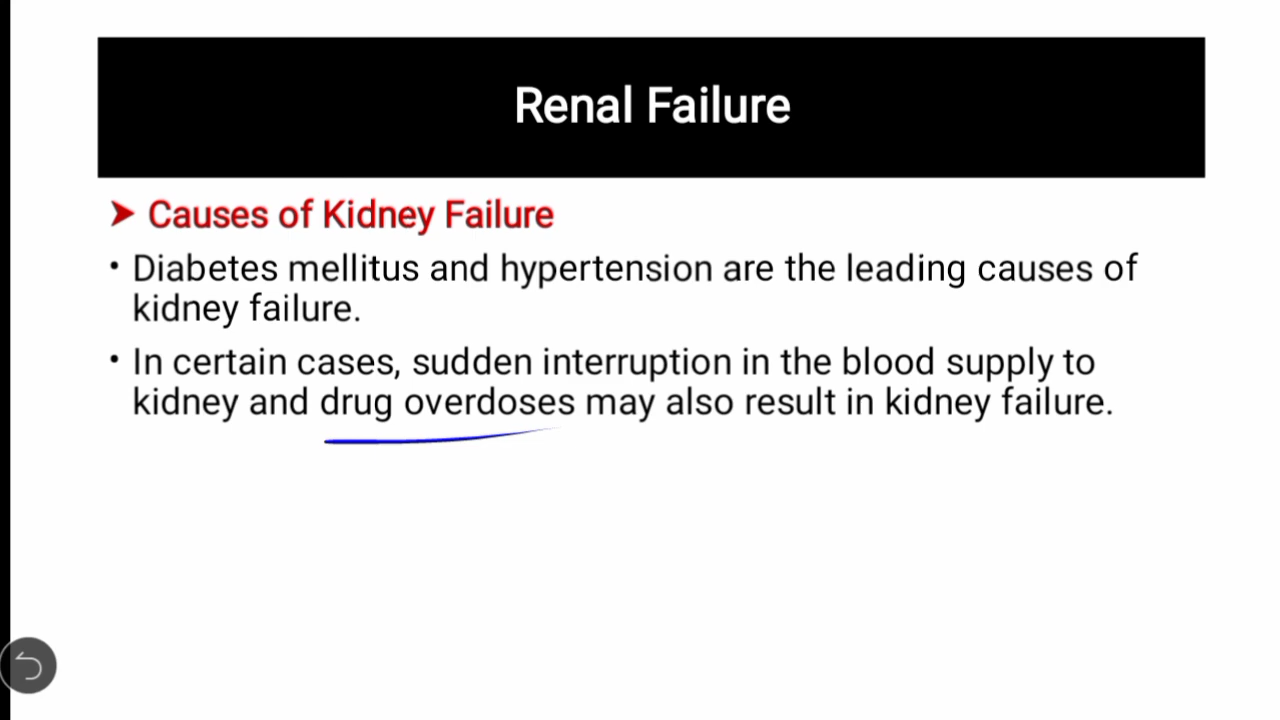 Renal Failure
➤ Causes of Kidney Failure
• Diabetes mellitus and hypertension are the leading causes of
kidney failure.
• In certain cases, sudden interruption in the blood supply to
kidney and drug overdoses may also result in kidney failure.